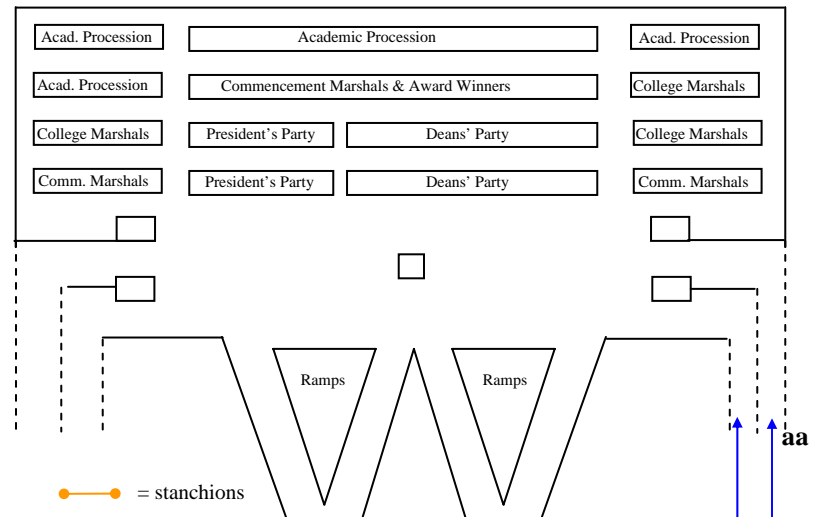 Acad. Procession Academic Procession Acad. Procession
Acad. Procession Commencement Marshals & Award Winners College Marshals
College Marshals President’s Party Deans’ Party College Marshals
Comm. Marshals President’s Party Deans’ Party Comm. Marshals
Ramps Ramps
aa
= stanchions